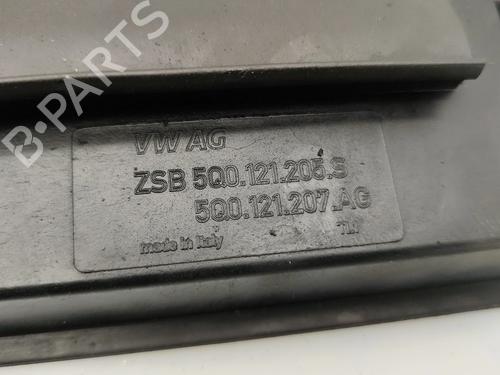 B-PARTS
VW AG
ZSB 5Q0.121.205.S
5Q0.121.207.AG
made in Italy